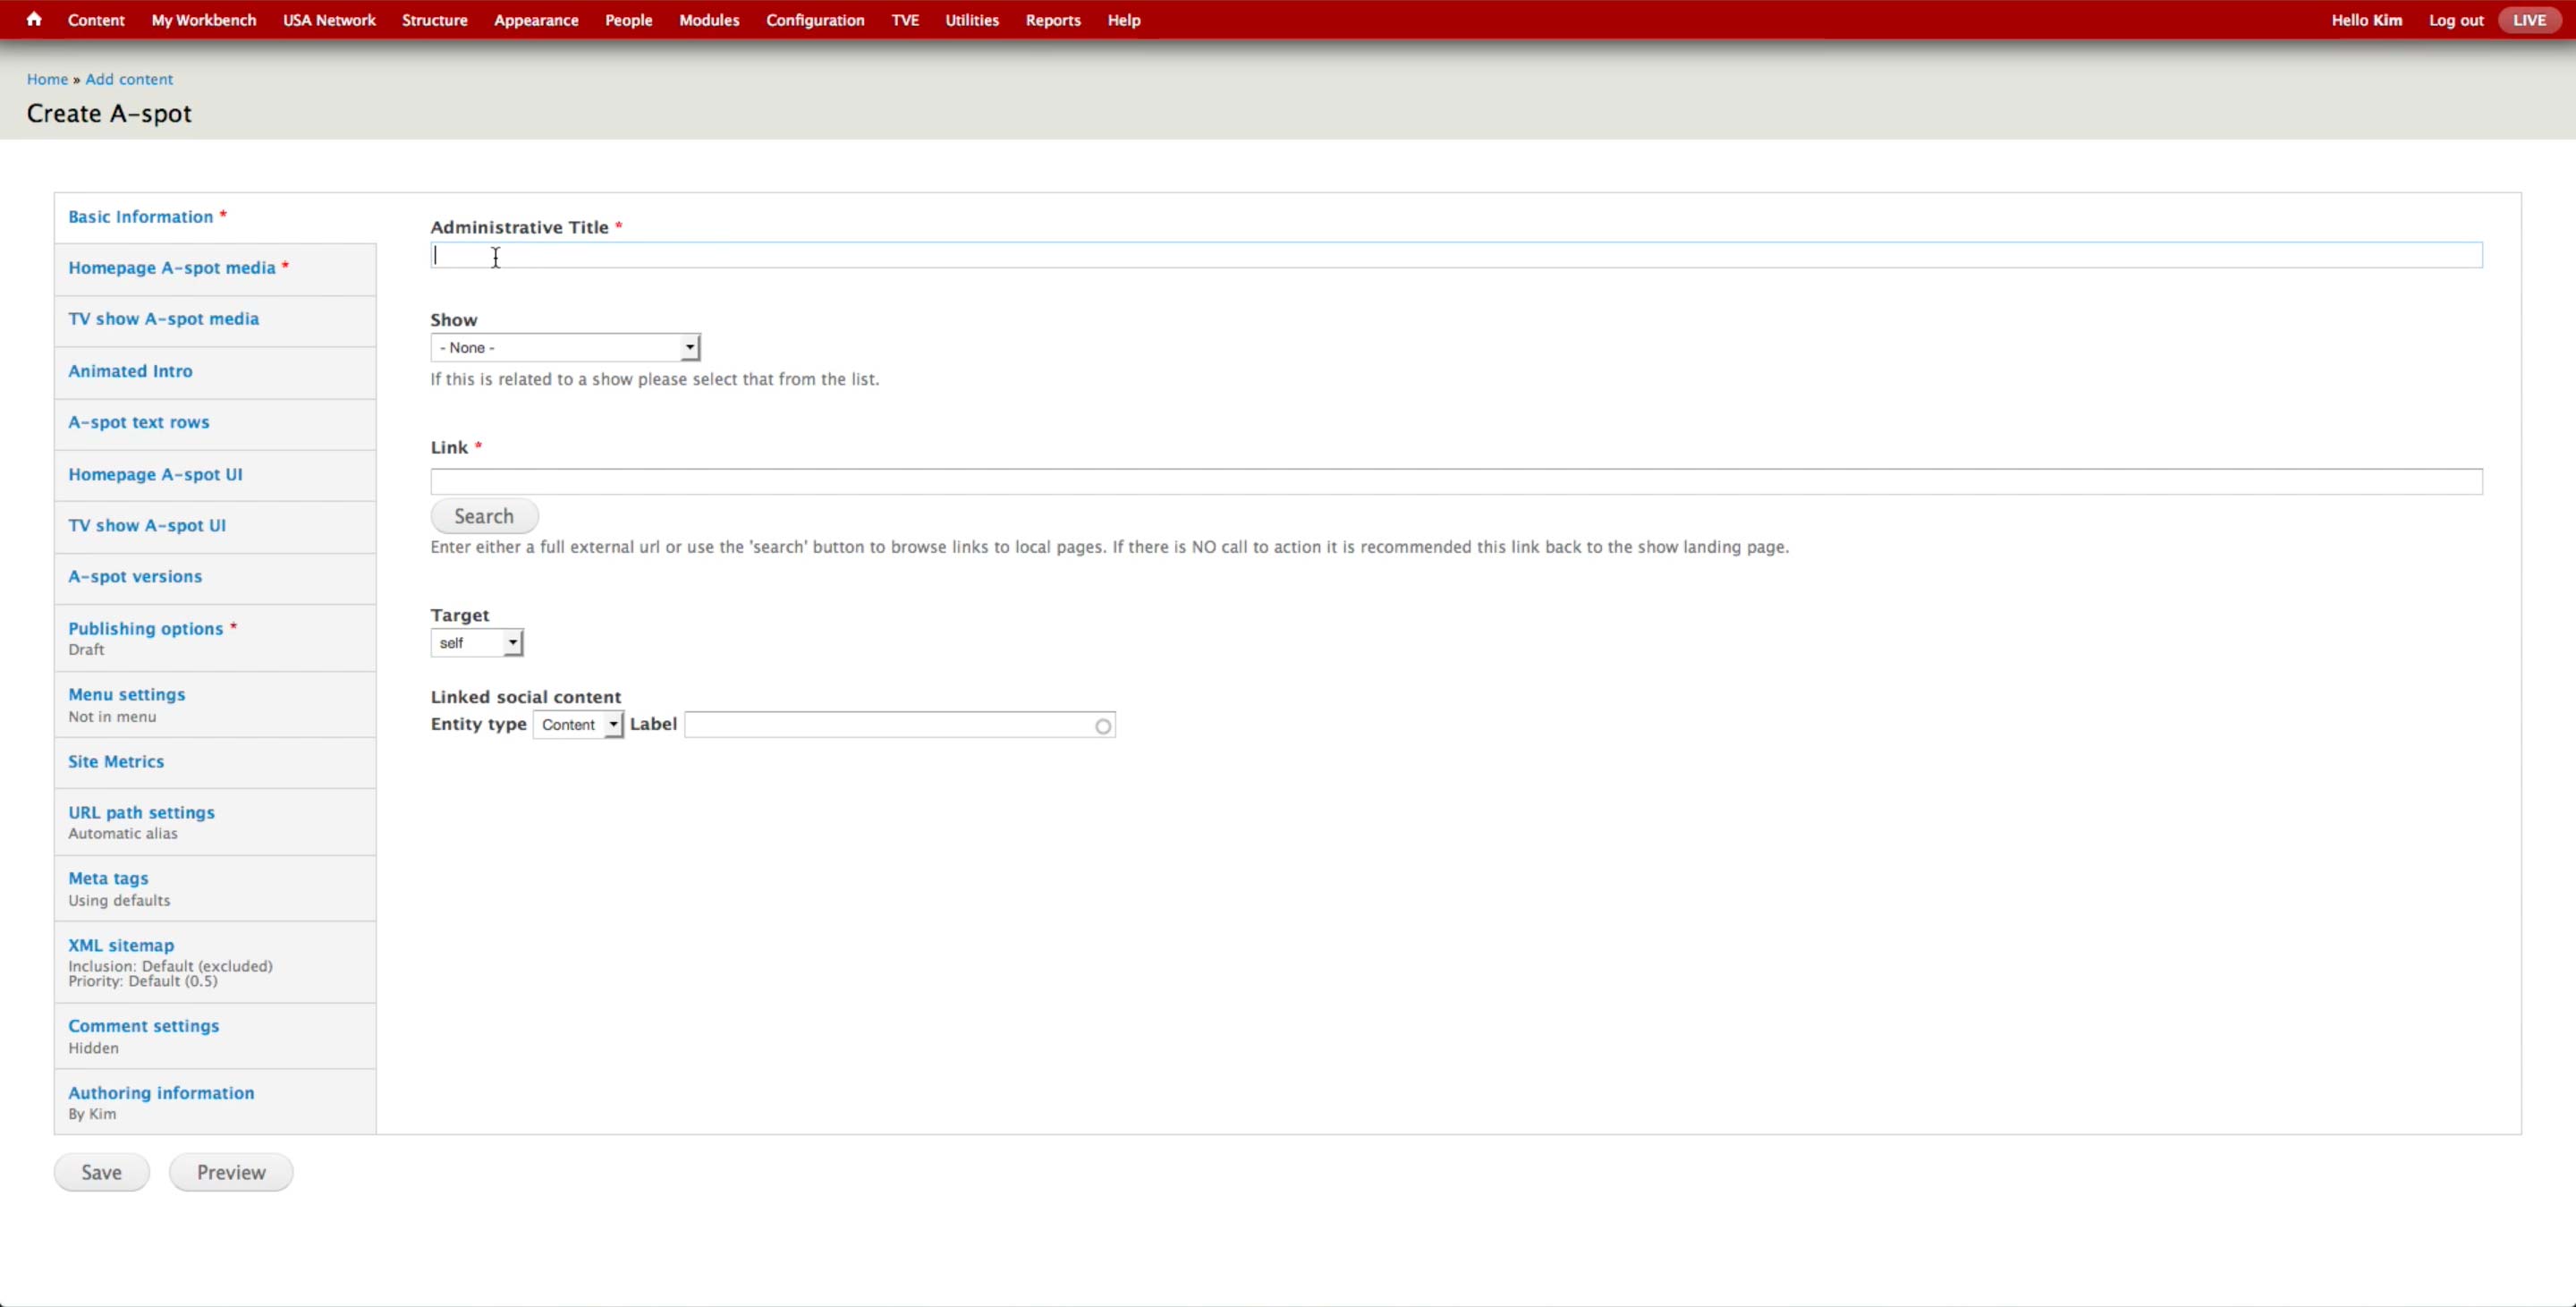 Content My Workbench USA Network Structure Appearance People Modules Configuration TVE Utilities Reports Help Hello Kim Log out LIVE
Home » Add content
Create A-spot
Basic Information *
Homepage A-spot media *
TV show A-spot media
Animated Intro
A-spot text rows
Homepage A-spot UI
TV show A-spot UI
A-spot versions
Publishing options *
Draft
Menu settings
Not in menu
Site Metrics
URL path settings
Automatic alias
Meta tags
Using defaults
XML sitemap
Inclusion: Default (excluded)
Priority: Default (0.5)
Comment settings
Hidden
Authoring information
By Kim
Administrative Title *
Show
- None -
If this is related to a show please select that from the list.
Link *
Search
Enter either a full external url or use the 'search' button to browse links to local pages. If there is NO call to action it is recommended this link back to the show landing page.
Target
self
Linked social content
Entity type Content Label
Save Preview